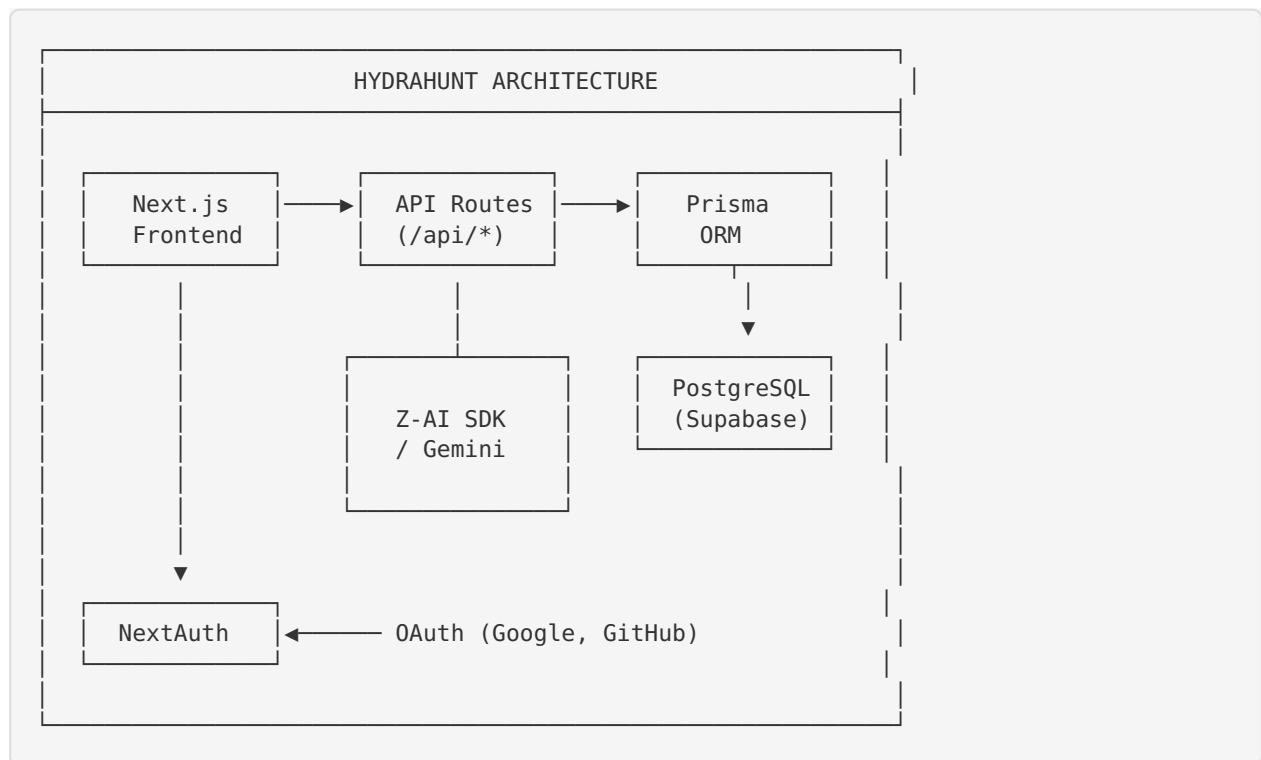 HYDRAHUNT ARCHITECTURE
Next.js API Routes Prisma
Frontend (/api/*) ORM
PostgreSQL
Z-AI SDK (Supabase)
/ Gemini
NextAuth OAuth (Google, GitHub)